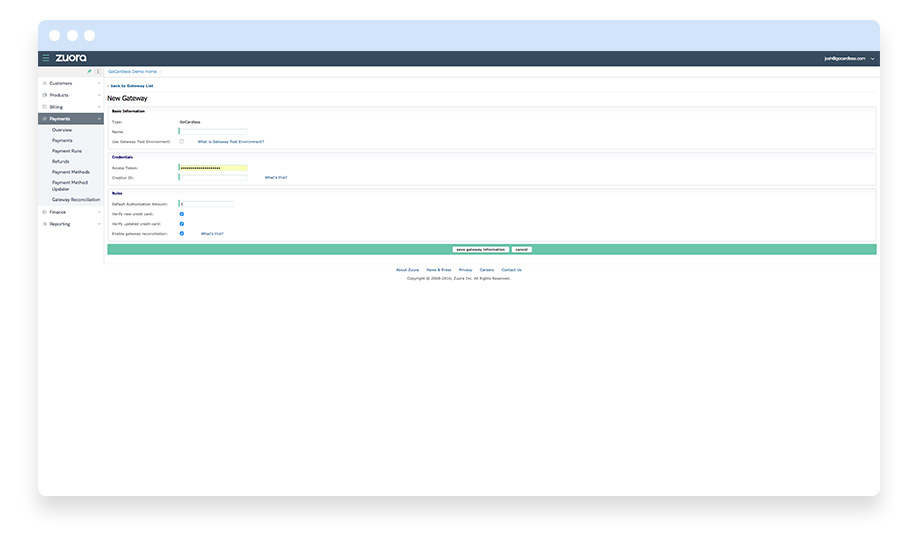 zuora
josh@gocardless.com
GoCardless Demo Home /
Customers
Products
Billing
Payments
Overview
Payments
Payment Runs
Refunds
Payment Methods
Payment Method
Updater
Gateway Reconciliation
Finance
Reporting
‹ back to Gateway List
New Gateway
Basic Information
Type: GoCardless
Name:
Use Gateway Test Environment: What is Gateway Test Environment?
Credentials
Access Token: ••••••••••••••••••••
Creditor ID: What's this?
Rules
Default Authorization Amount: 1
Verify new credit card:
Verify updated credit card:
Enable gateway reconciliation: What's this?
save gateway information cancel
About Zuora News & Press Privacy Careers Contact Us
Copyright © 2008-2016, Zuora Inc. All Rights Reserved.